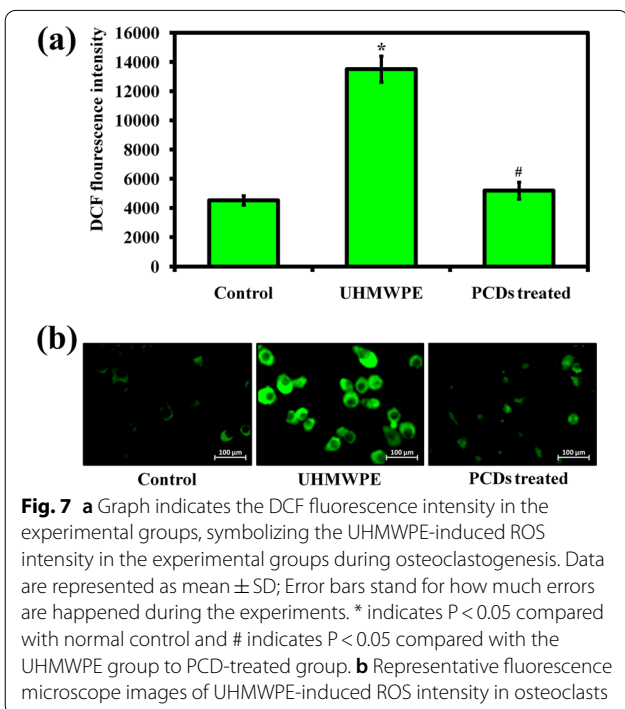 (a)
DCF flourescence intensity
16000
14000
12000
10000
8000
6000
4000
2000
0
*
#
Control UHMWPE PCDs treated
(b)
100 µm 100 µm 100 µm
Control UHMWPE PCDs treated
Fig. 7 a Graph indicates the DCF fluorescence intensity in the
experimental groups, symbolizing the UHMWPE-induced ROS
intensity in the experimental groups during osteoclastogenesis. Data
are represented as mean ± SD; Error bars stand for how much errors
are happened during the experiments. * indicates P < 0.05 compared
with normal control and # indicates P < 0.05 compared with the
UHMWPE group to PCD-treated group. b Representative fluorescence
microscope images of UHMWPE-induced ROS intensity in osteoclasts